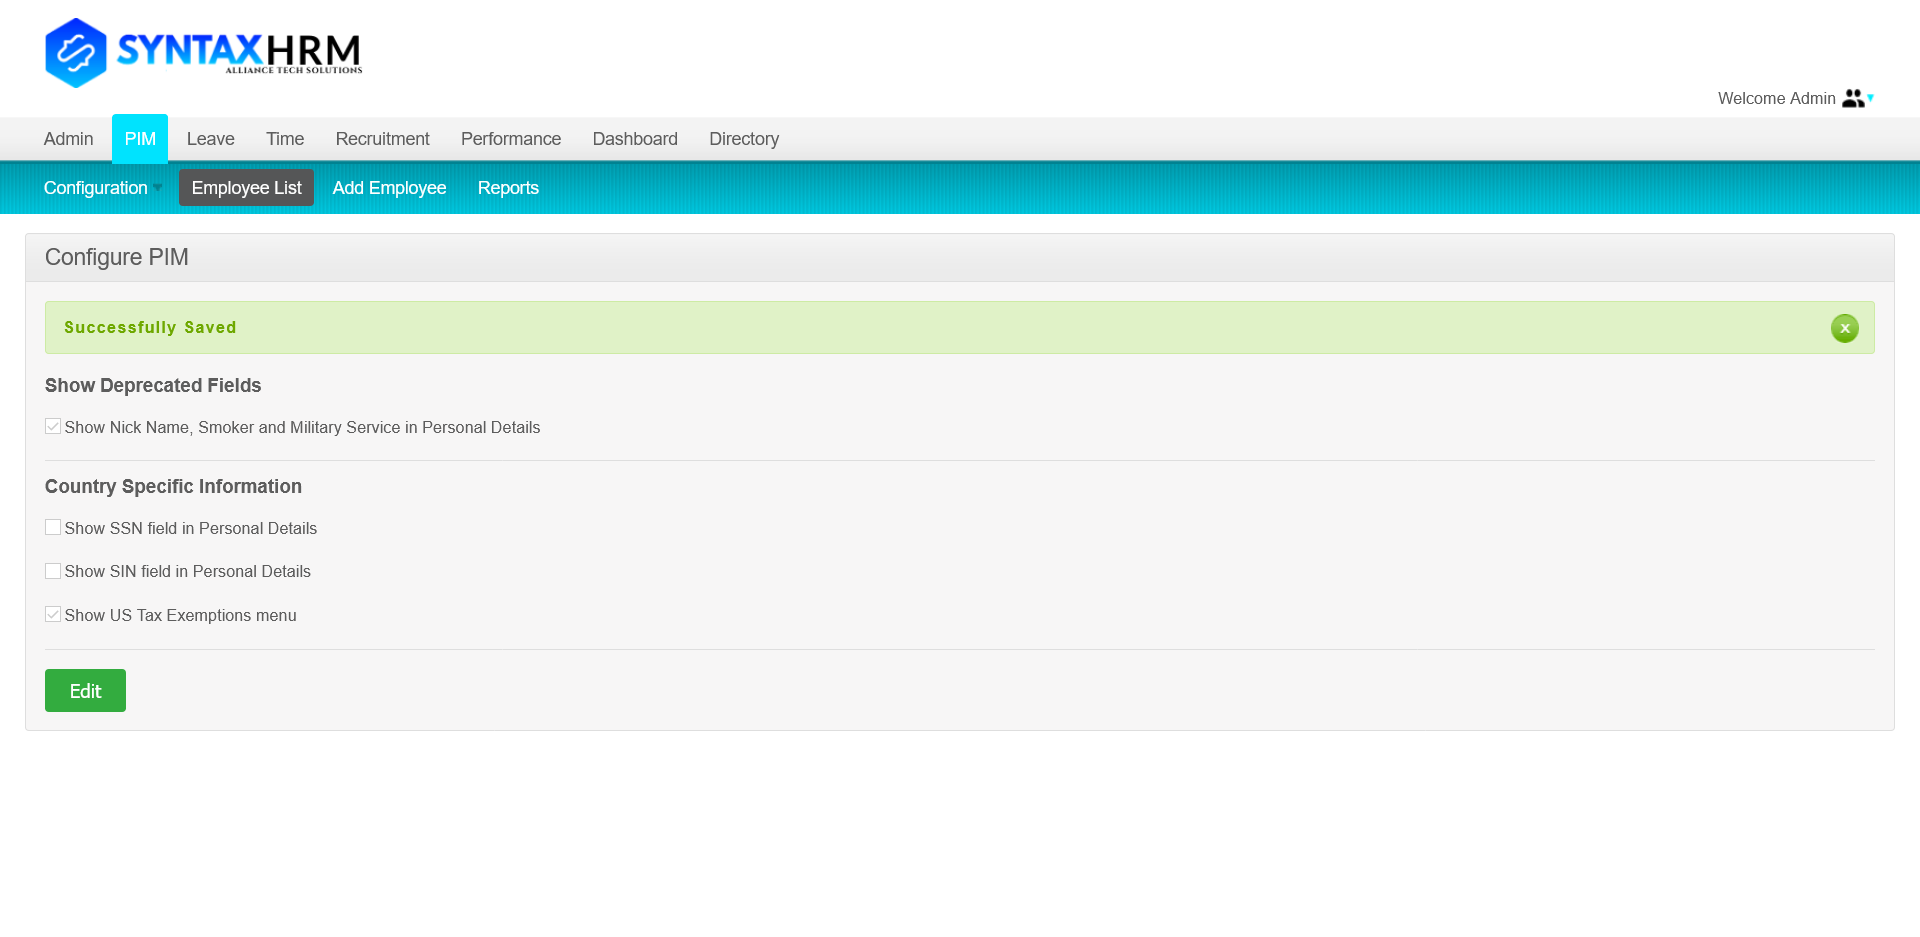 SYNTAXHRM
ALLIANCE TECH SOLUTIONS
Welcome Admin
Admin PIM Leave Time Recruitment Performance Dashboard Directory
Configuration Employee List Add Employee Reports
Configure PIM
Successfully Saved x
Show Deprecated Fields
Show Nick Name, Smoker and Military Service in Personal Details
Country Specific Information
Show SSN field in Personal Details
Show SIN field in Personal Details
Show US Tax Exemptions menu
Edit